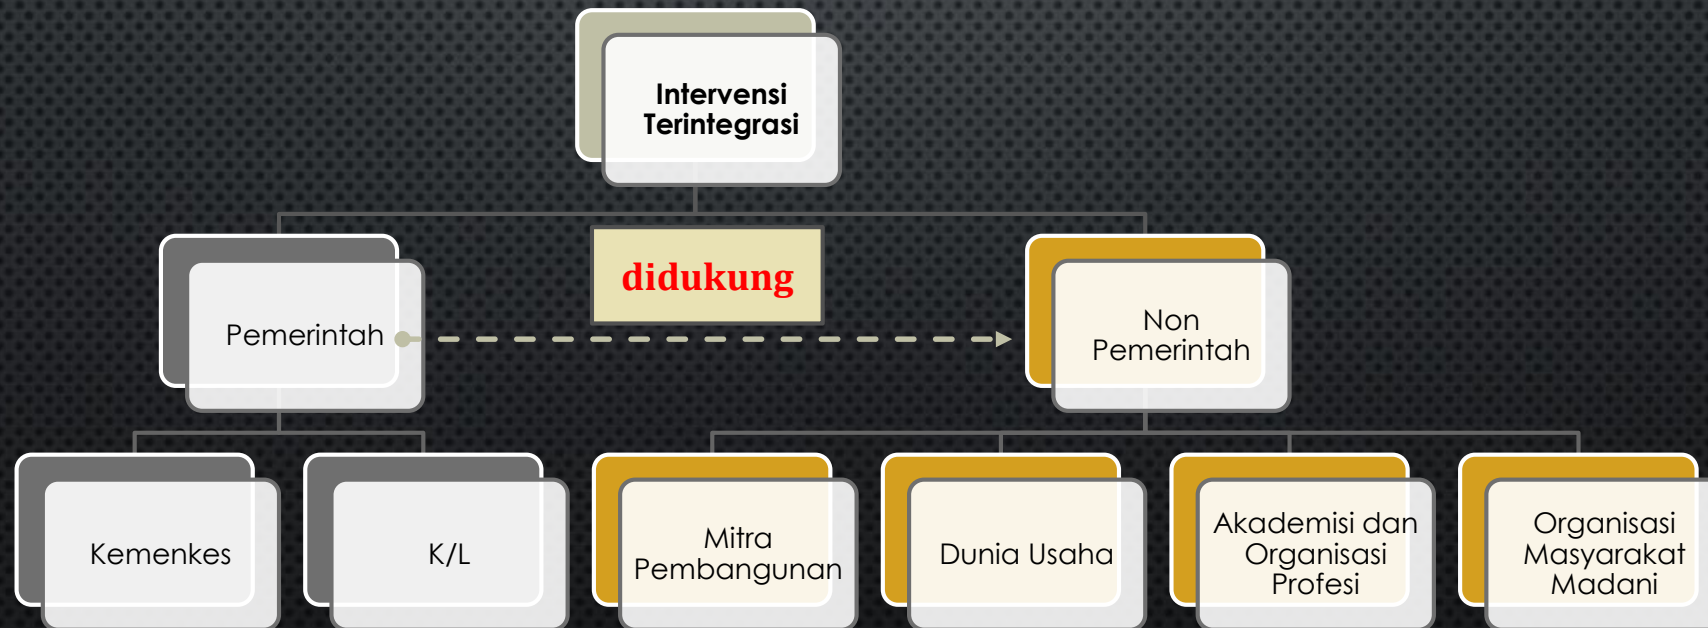 Intervensi
Terintegrasi
didukung
Pemerintah
Non
Pemerintah
Kemenkes
K/L
Mitra
Pembangunan
Dunia Usaha
Akademisi dan
Organisasi
Profesi
Organisasi
Masyarakat
Madani